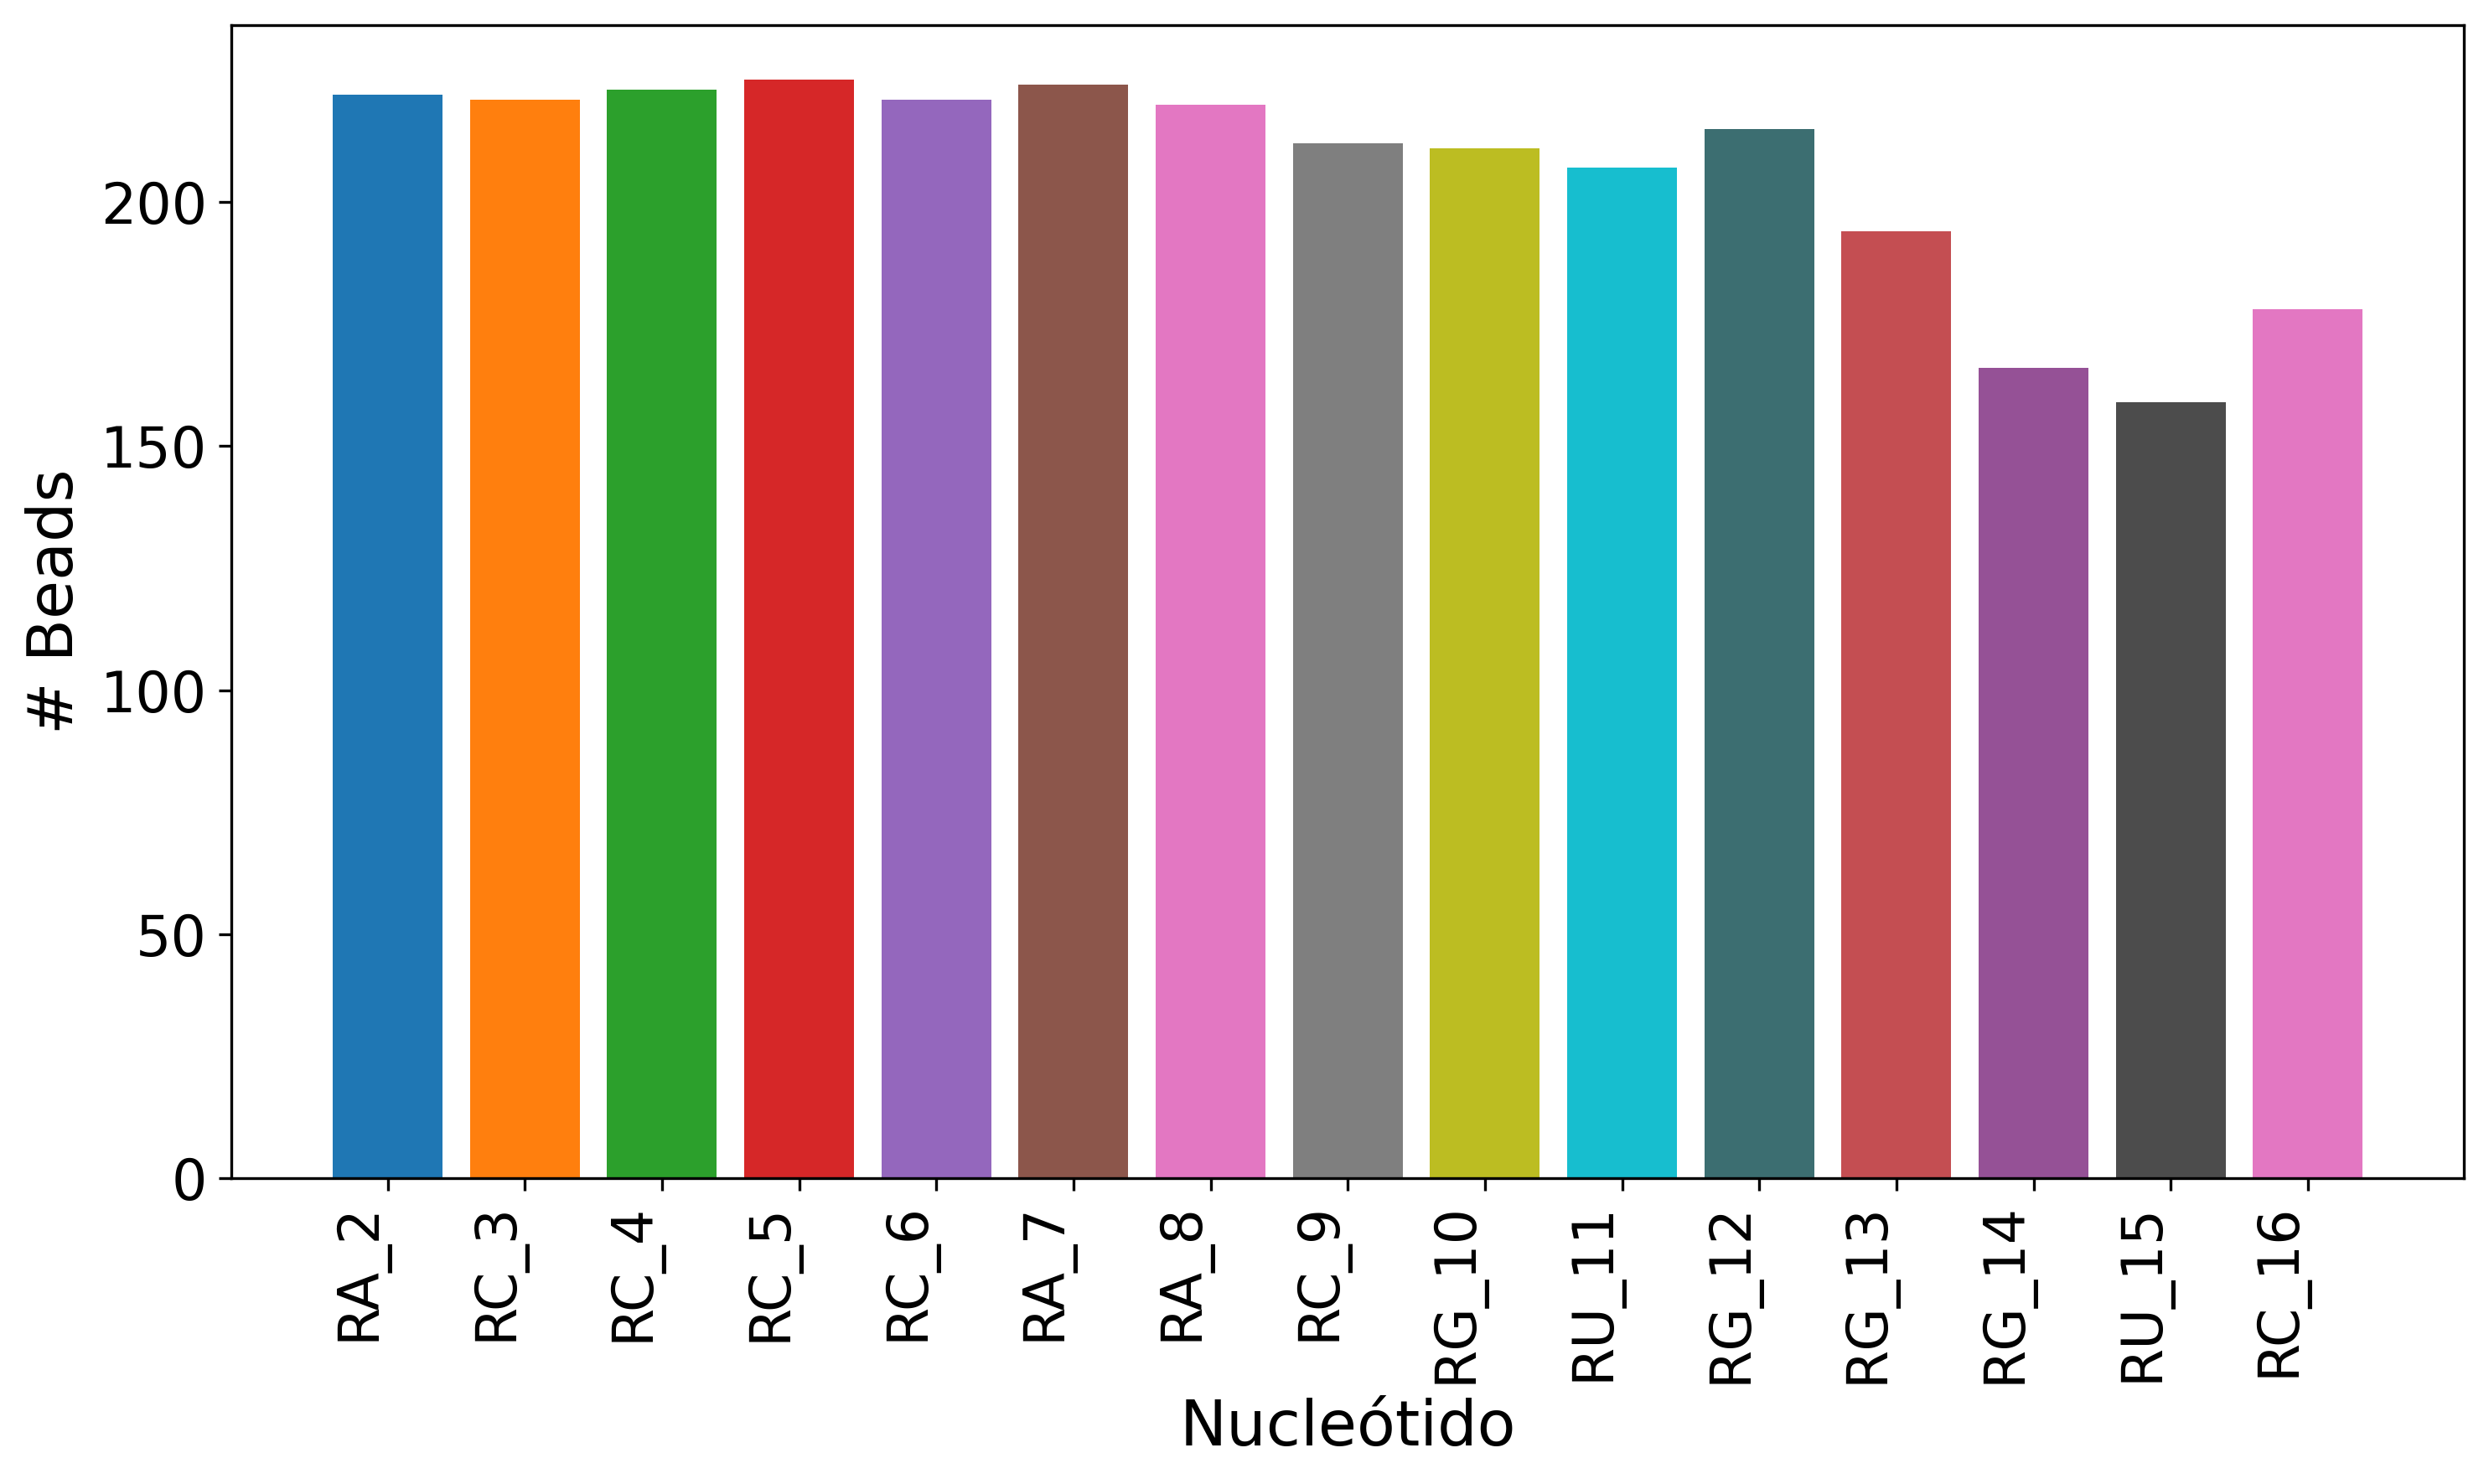 # Beads
200
150
100
50
0
RA_2
RC_3
RC_4
RC_5
RC_6
RA_7
RA_8
RC_9
RG_10
RU_11
RG_12
RG_13
RG_14
RU_15
RC_16
Nucleótido